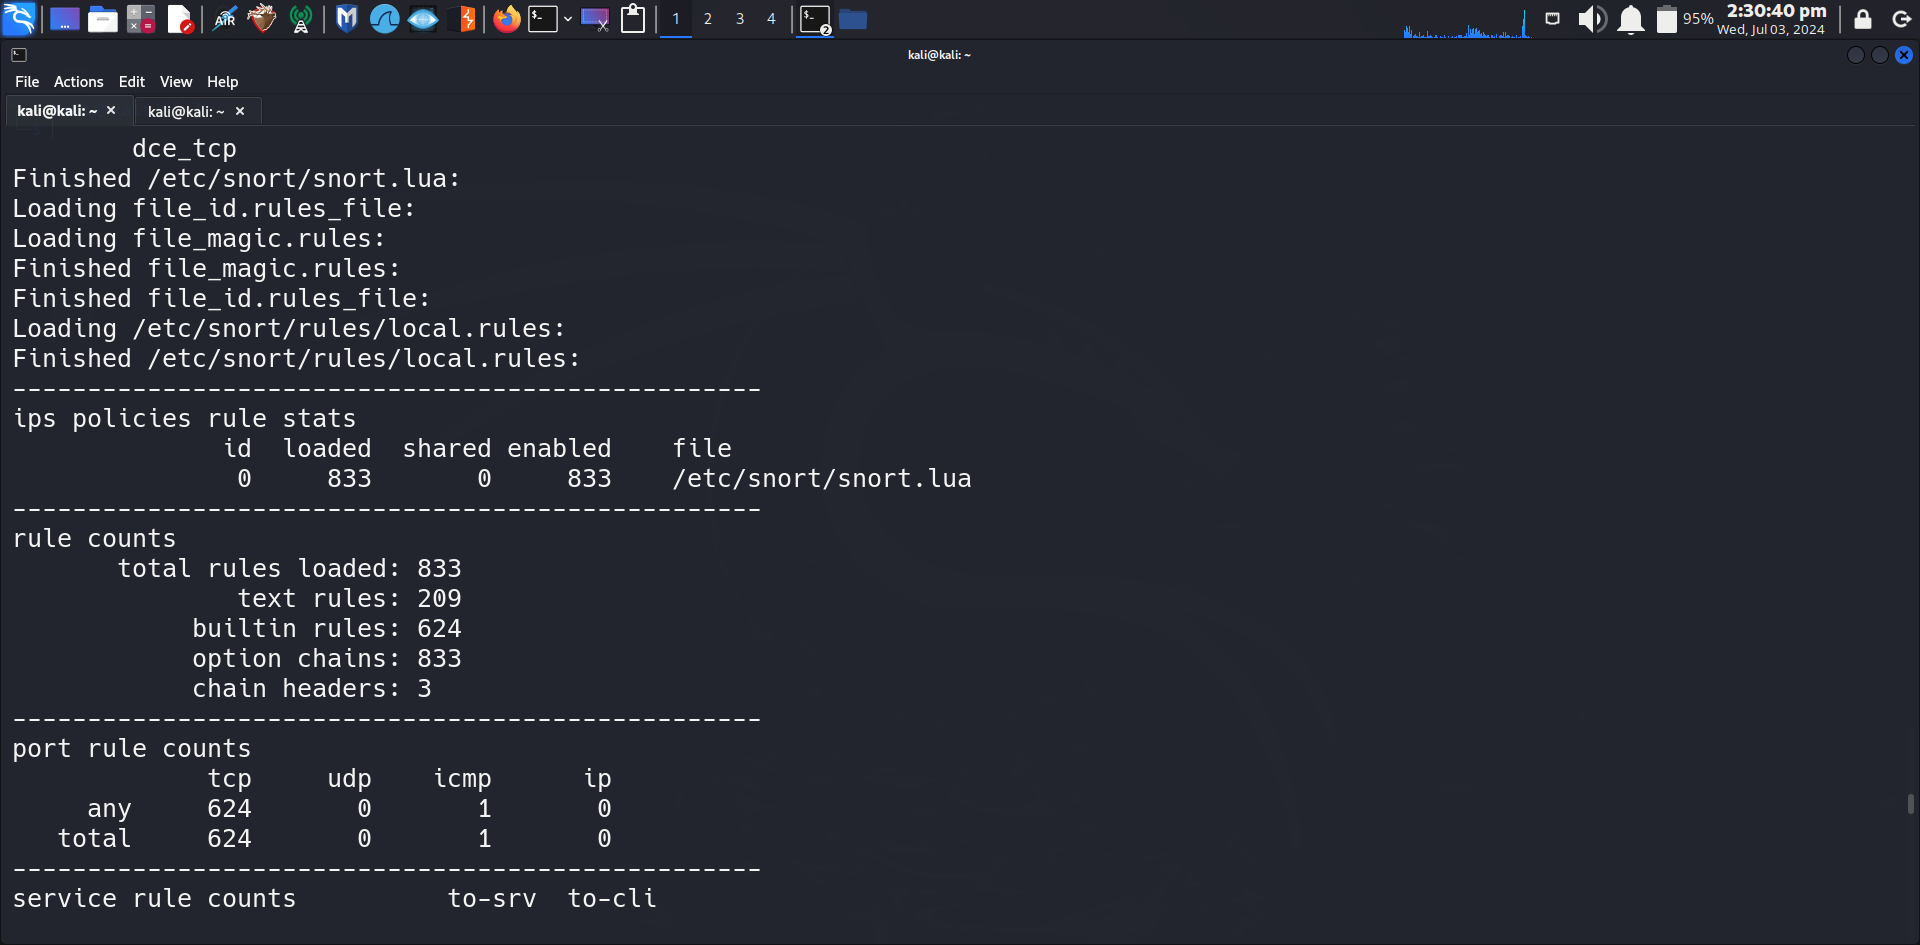 1 2 3 4 2 95% 2:30:40 pm
Wed, Jul 03, 2024
kali@kali: ~
File Actions Edit View Help
kali@kali: ~ × kali@kali: ~ ×
        dce_tcp
Finished /etc/snort/snort.lua:
Loading file_id.rules_file:
Loading file_magic.rules:
Finished file_magic.rules:
Finished file_id.rules_file:
Loading /etc/snort/rules/local.rules:
Finished /etc/snort/rules/local.rules:
--------------------------------------------------
ips policies rule stats
              id  loaded  shared enabled    file
               0     833       0     833    /etc/snort/snort.lua
--------------------------------------------------
rule counts
       total rules loaded: 833
               text rules: 209
            builtin rules: 624
            option chains: 833
            chain headers: 3
--------------------------------------------------
port rule counts
             tcp     udp    icmp      ip
     any     624       0       1       0
   total     624       0       1       0
--------------------------------------------------
service rule counts          to-srv  to-cli